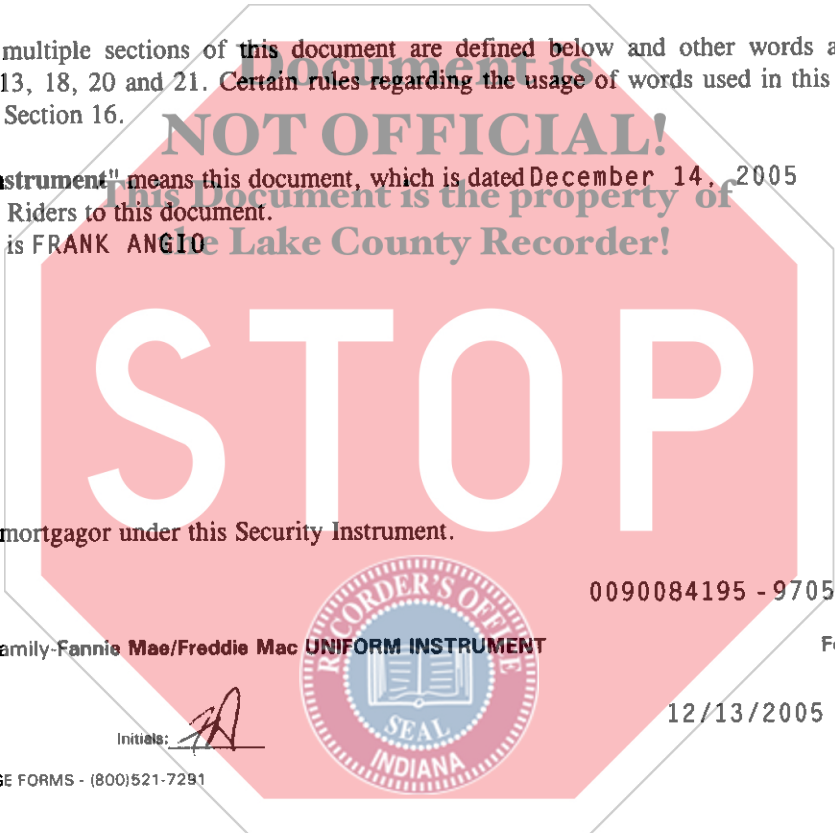 multiple sections of this document are defined below and other words a
Document is
13, 18, 20 and 21. Certain rules regarding the usage of words used in this
Section 16.
NOT OFFICIAL!
strument" means this document, which is dated December 14, 2005
This Document is the property of
Riders to this document.
is FRANK ANGIO
the Lake County Recorder!
STOP
mortgagor under this Security Instrument.
0090084195 - 9705
RECORDER'S OFFICE
amily-Fannie Mae/Freddie Mac UNIFORM INSTRUMENT
Fo
12/13/2005
SEAL
Initials:
INDIANA
GE FORMS - (800)521-7291